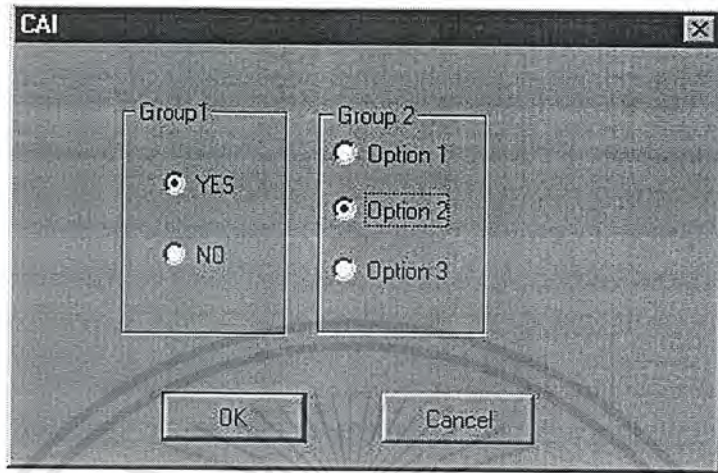 CAI
Group1
YES
NO
Group 2
Option 1
Option 2
Option 3
OK
Cancel